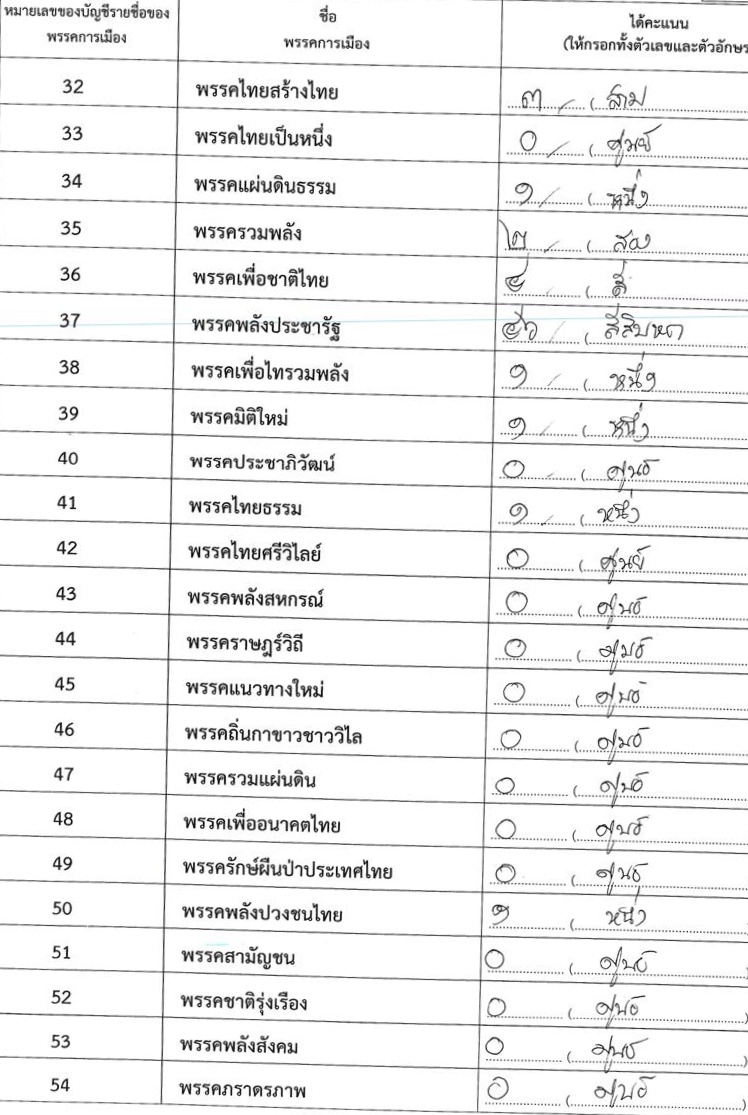 หมายเลขของบัญชีรายชื่อของ พรรคการเมือง ชื่อ พรรคการเมือง ได้คะแนน (ให้กรอกทั้งตัวเลขและตัวอักษร
32 พรรคไทยสร้างไทย ๓ ( สาม
33 พรรคไทยเป็นหนึ่ง ๐ ( ศูนย์
34 พรรคแผ่นดินธรรม ๑ ( หนึ่ง
35 พรรครวมพลัง ๒ ( สอง
36 พรรคเพื่อชาติไทย ๔ ( สี่
37 พรรคพลังประชารัฐ ( สี่สิบหก
38 พรรคเพื่อไทรวมพลัง ๑ ( หนึ่ง
39 พรรคมิติใหม่ ๑ ( หนึ่ง
40 พรรคประชาภิวัฒน์ ๐ ( ศูนย์
41 พรรคไทยธรรม ๑ ( หนึ่ง
42 พรรคไทยศรีวิไลย์ ๐ ( ศูนย์
43 พรรคพลังสหกรณ์ ๐ ( ศูนย์
44 พรรคราษฎร์วิถี ๐ ( ศูนย์
45 พรรคแนวทางใหม่ ๐ ( ศูนย์
46 พรรคถิ่นกาขาวชาววิไล ๐ ( ศูนย์
47 พรรครวมแผ่นดิน ๐ ( ศูนย์
48 พรรคเพื่ออนาคตไทย ๐ ( ศูนย์
49 พรรครักษ์ผืนป่าประเทศไทย ๐ ( ศูนย์
50 พรรคพลังปวงชนไทย ๑ ( หนึ่ง
51 พรรคสามัญชน ๐ ( ศูนย์
52 พรรคชาติรุ่งเรือง ๐ ( ศูนย์ )
53 พรรคพลังสังคม ๐ ( ศูนย์ )
54 พรรคภราดรภาพ ๐ ( ศูนย์ )